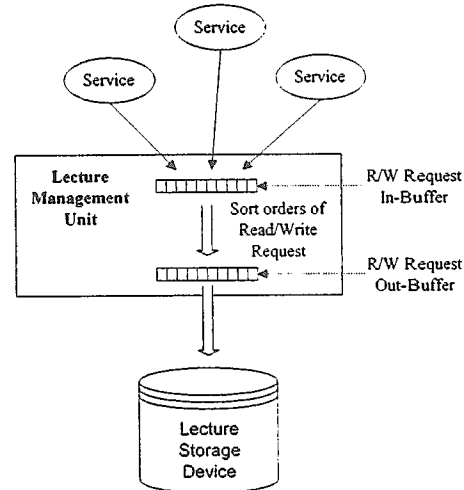 Service
Service
Service
Lecture
Management
Unit
R/W Request
In-Buffer
Sort orders of
Read/Write
Request
R/W Request
Out-Buffer
Lecture
Storage
Device